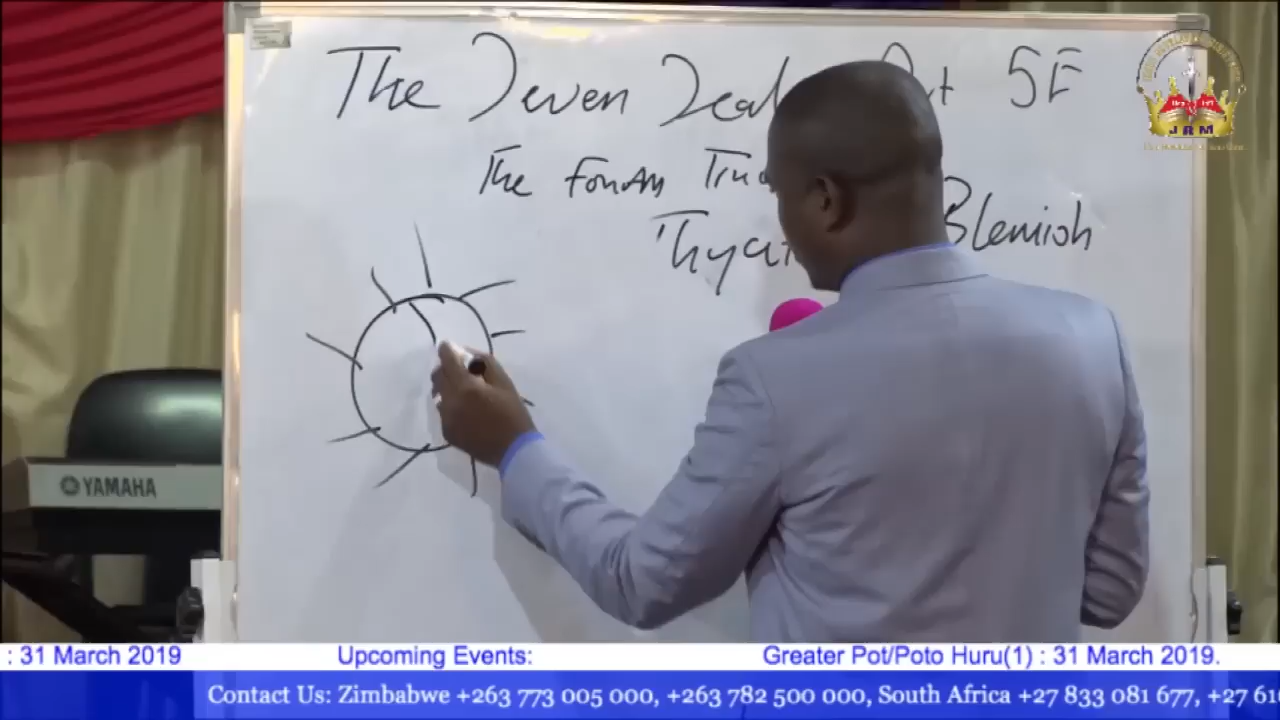 The Seven Seals Pt 5E
The Fourth
Thyat Blemish
JRM
YAMAHA
: 31 March 2019 Upcoming Events: Greater Pot/Poto Huru(1) : 31 March 2019.
Contact Us: Zimbabwe +263 773 005 000, +263 782 500 000, South Africa +27 833 081 677, +27 61